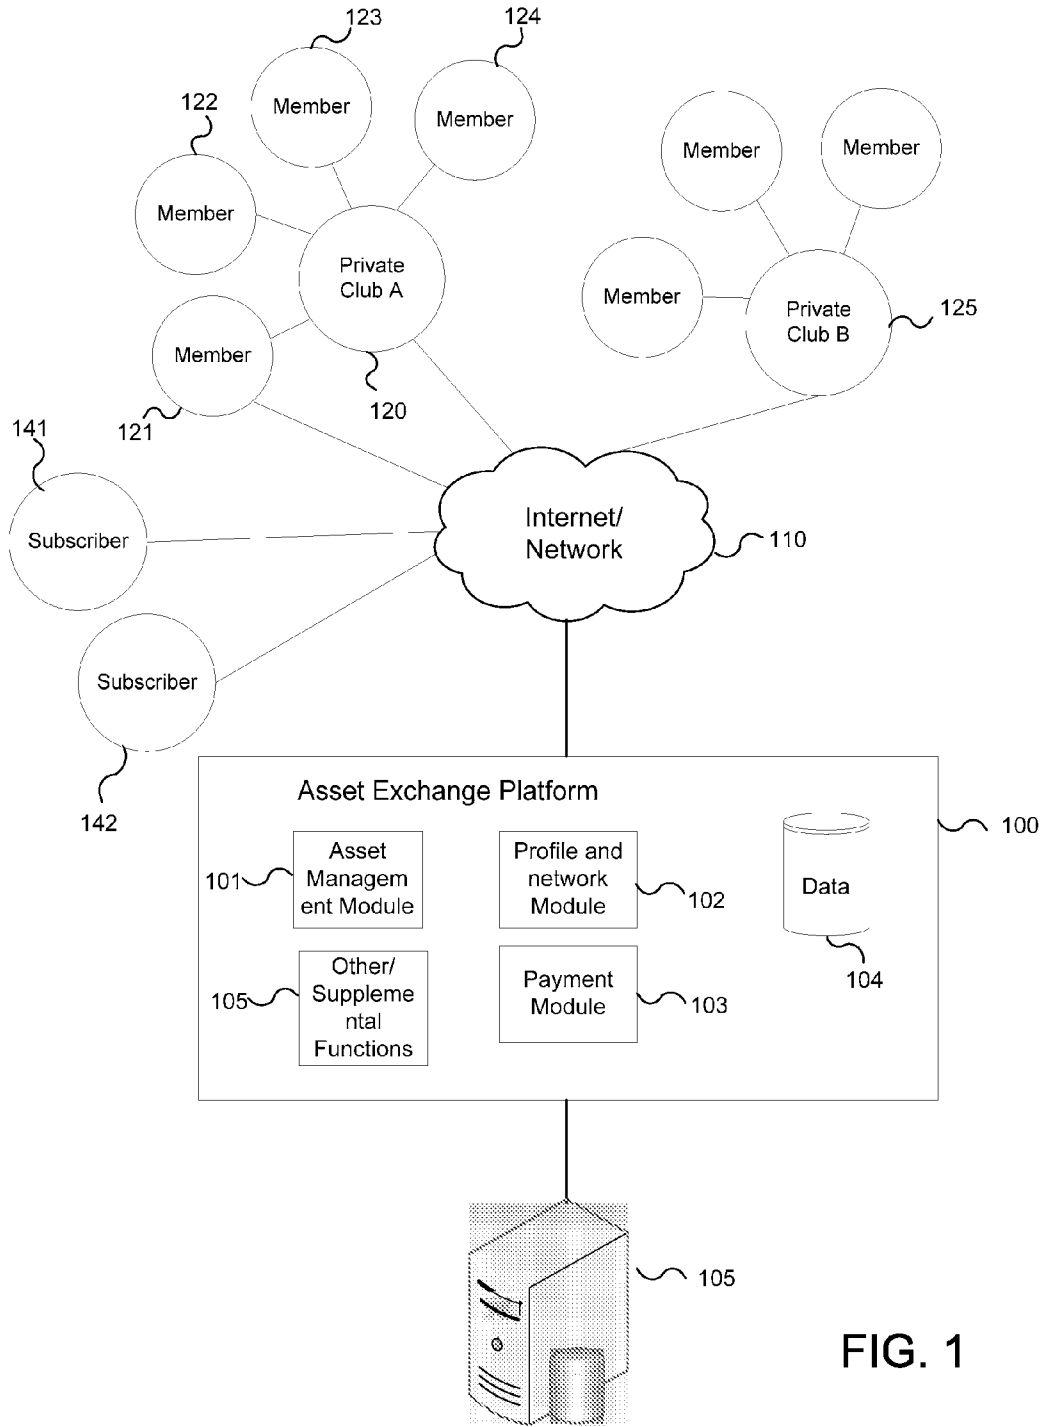 123
124
Member
Member
122
Member
Member
Member
Private
Club A
Member
Private
Club B
125
Member
120
121
141
Subscriber
Internet/
Network
110
Subscriber
142
Asset Exchange Platform
100
101
Asset
Managem
ent Module
Profile and
network
Module
102
Data
104
105
Other/
Suppleme
ntal
Functions
Payment
Module
103
105
FIG. 1